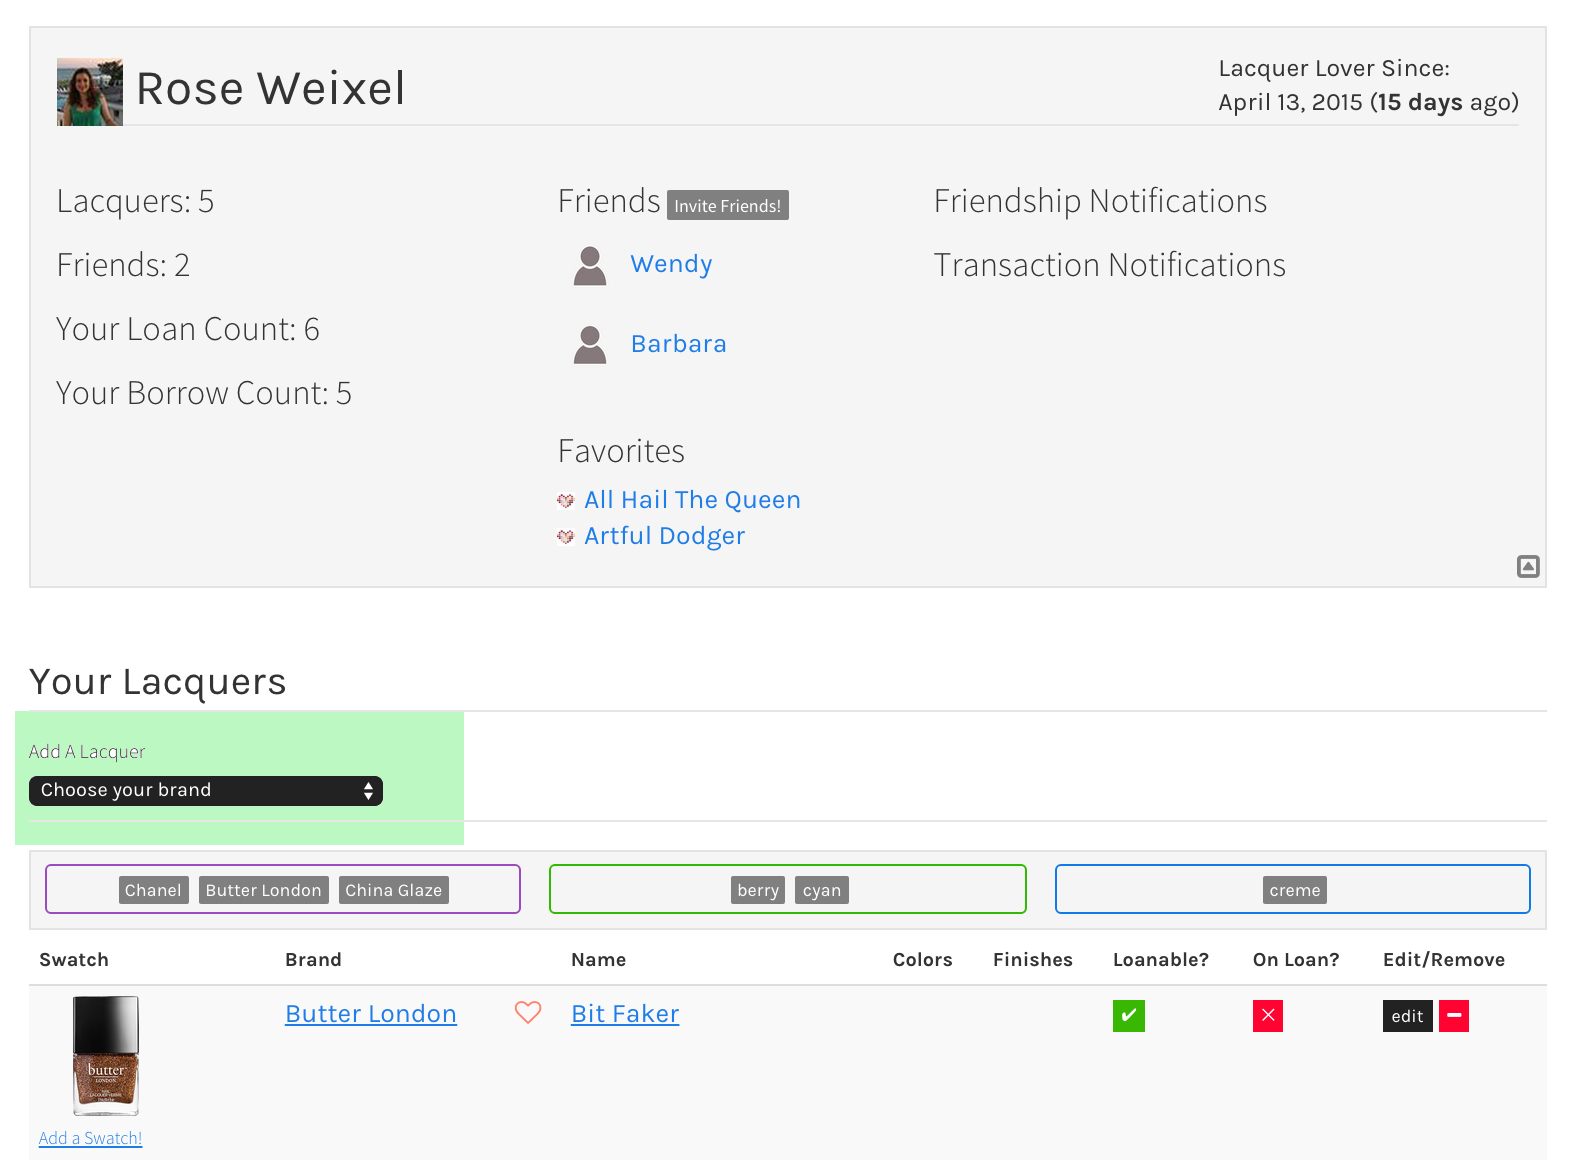 Rose Weixel
Lacquer Lover Since:
April 13, 2015 (15 days ago)
Lacquers: 5
Friends: 2
Your Loan Count: 6
Your Borrow Count: 5
Friends Invite Friends!
Wendy
Barbara
Favorites
All Hail The Queen
Artful Dodger
Friendship Notifications
Transaction Notifications
Your Lacquers
Add A Lacquer
Choose your brand
Chanel Butter London China Glaze berry cyan creme
Swatch Brand Name Colors Finishes Loanable? On Loan? Edit/Remove
Butter London Bit Faker edit
butter
LONDON
Add a Swatch!